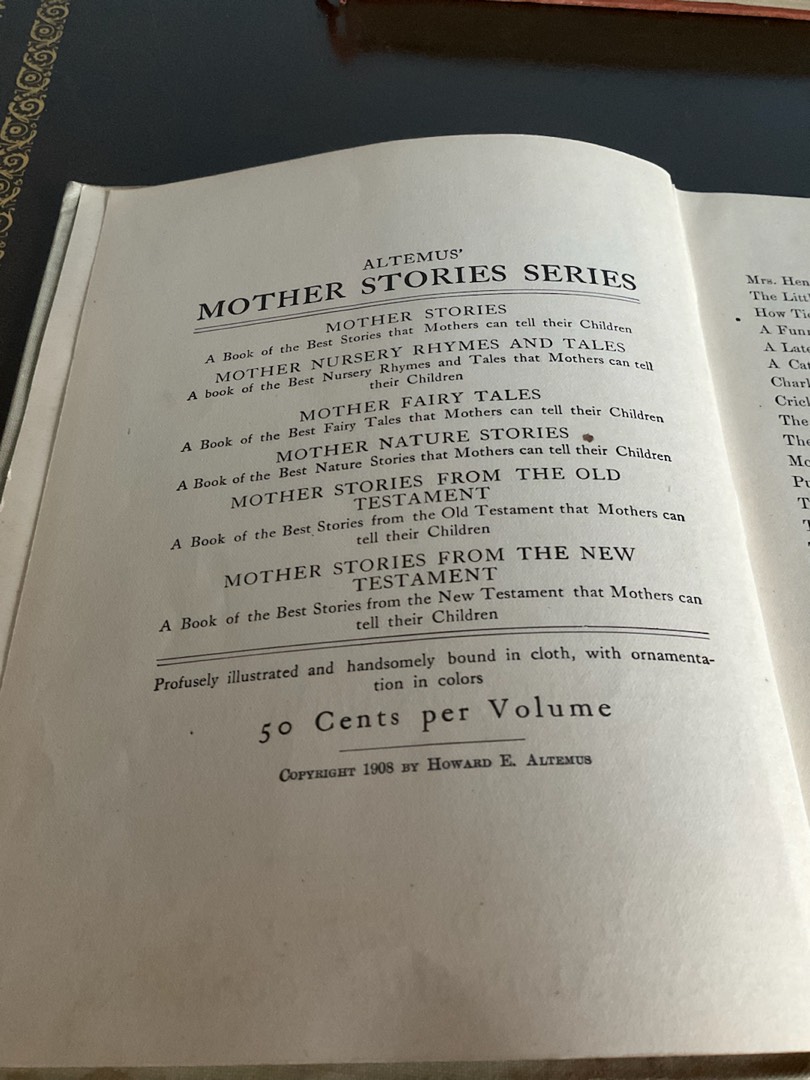 ALTEMUS'
MOTHER STORIES SERIES
MOTHER STORIES
A Book of the Best Stories that Mothers can tell their Children
MOTHER NURSERY RHYMES AND TALES
A book of the Best Nursery Rhymes and Tales that Mothers can tell
their Children
MOTHER FAIRY TALES
A Book of the Best Fairy Tales that Mothers can tell their Children
MOTHER NATURE STORIES
A Book of the Best Nature Stories that Mothers can tell their Children
MOTHER STORIES FROM THE OLD
TESTAMENT
A Book of the Best Stories from the Old Testament that Mothers can
tell their Children
MOTHER STORIES FROM THE NEW
TESTAMENT
A Book of the Best Stories from the New Testament that Mothers can
tell their Children
Profusely illustrated and handsomely bound in cloth, with ornamenta-
tion in colors
50 Cents per Volume
COPYRIGHT 1908 BY HOWARD E. ALTEMUS
Mrs. Hen
The
How
A
A
A
The
The